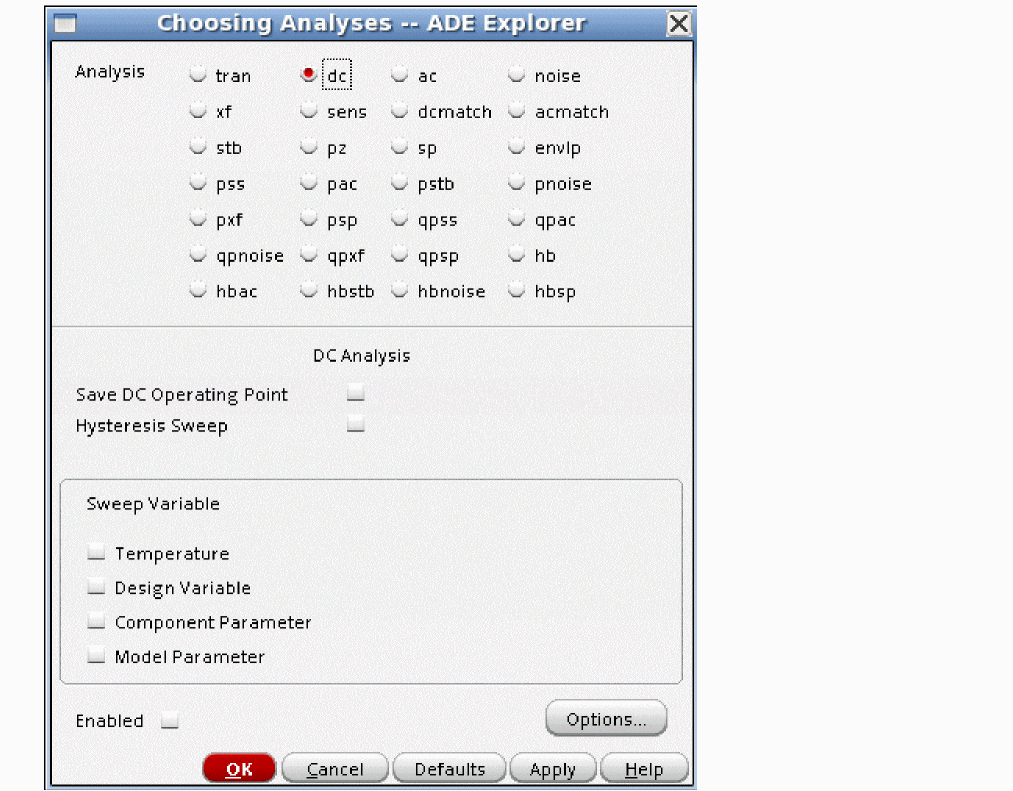 Choosing Analyses -- ADE Explorer
Analysis tran dc ac noise
xf sens dcmatch acmatch
stb pz sp envlp
pss pac pstb pnoise
pxf psp qpss qpac
qpnoise qpxf qpsp hb
hbac hbstb hbnoise hbsp
DC Analysis
Save DC Operating Point
Hysteresis Sweep
Sweep Variable
Temperature
Design Variable
Component Parameter
Model Parameter
Enabled Options...
OK Cancel Defaults Apply Help